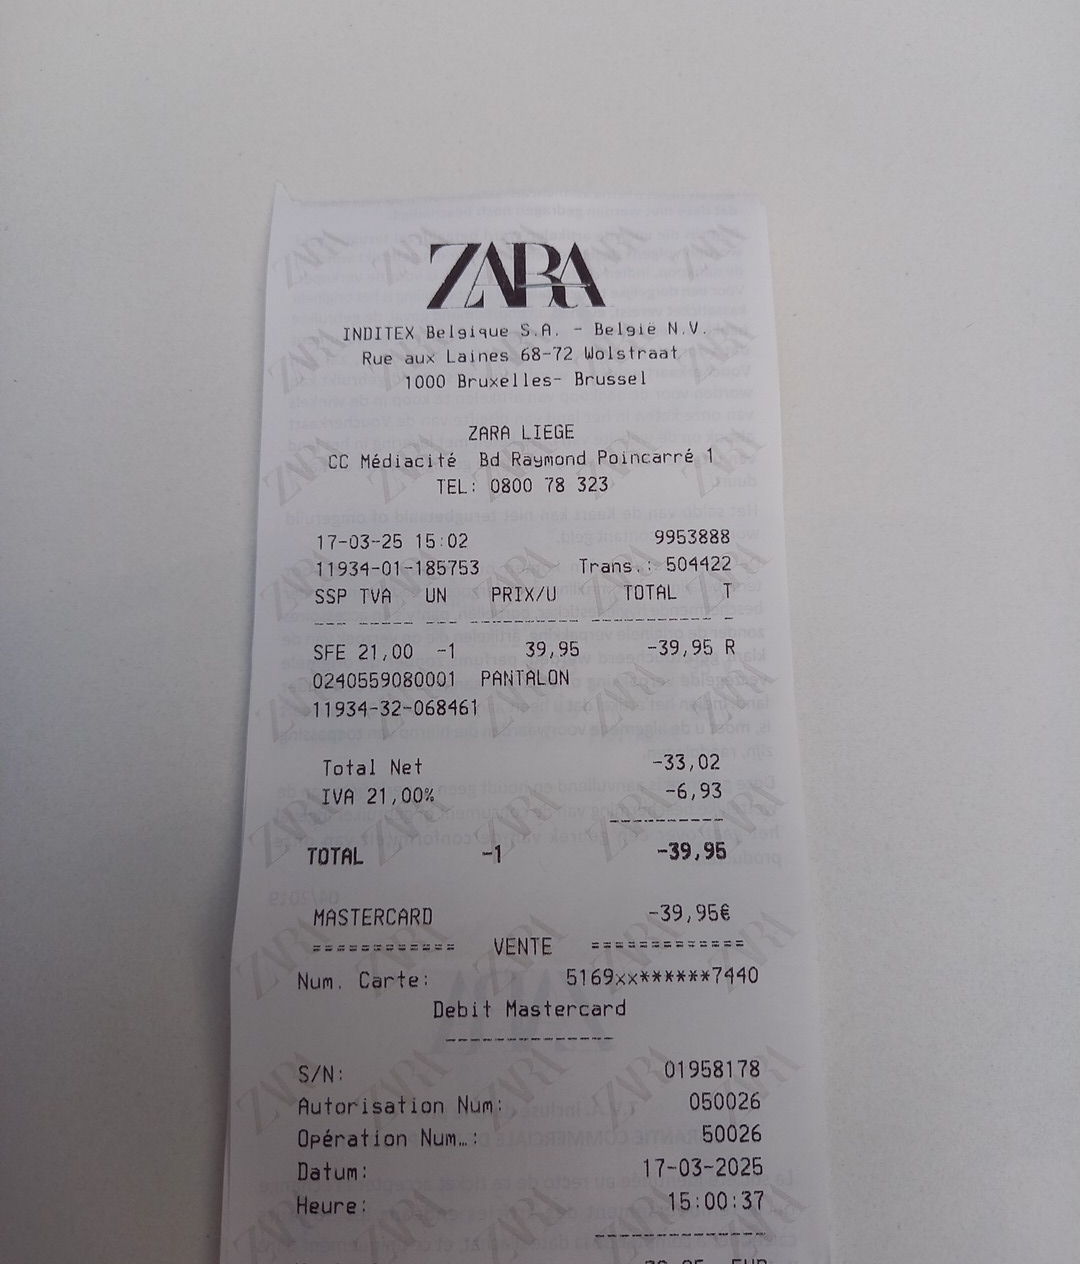 ZARA
INDITEX Belgique S.A. - België N.V.
Rue aux Laines 68-72 Wolstraat
1000 Bruxelles- Brussel
ZARA LIEGE
CC Médiacité Bd Raymond Poincarré 1
TEL: 0800 78 323
17-03-25 15:02 9953888
11934-01-185753 Trans.: 504422
SSP TVA UN PRIX/U TOTAL T
--- ----- --- --------- ---------- -
SFE 21,00 -1 39,95 -39,95 R
0240559080001 PANTALON
11934-32-068461
Total Net -33,02
IVA 21,00% -6,93
----------
TOTAL -1 -39,95
MASTERCARD -39,95€
============ VENTE =============
Num. Carte: 5169xx******7440
Debit Mastercard
----------------
S/N: 01958178
Autorisation Num: 050026
Opération Num…: 50026
Datum: 17-03-2025
Heure: 15:00:37
----------------